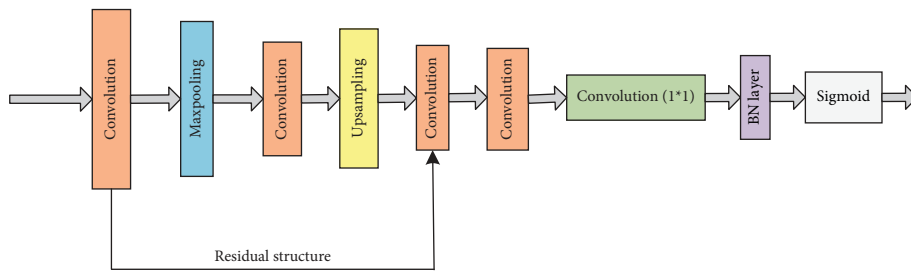 Convolution
Maxpooling
Convolution
Upsampling
Convolution
Convolution
Convolution (1*1)
BN layer
Sigmoid
Residual structure